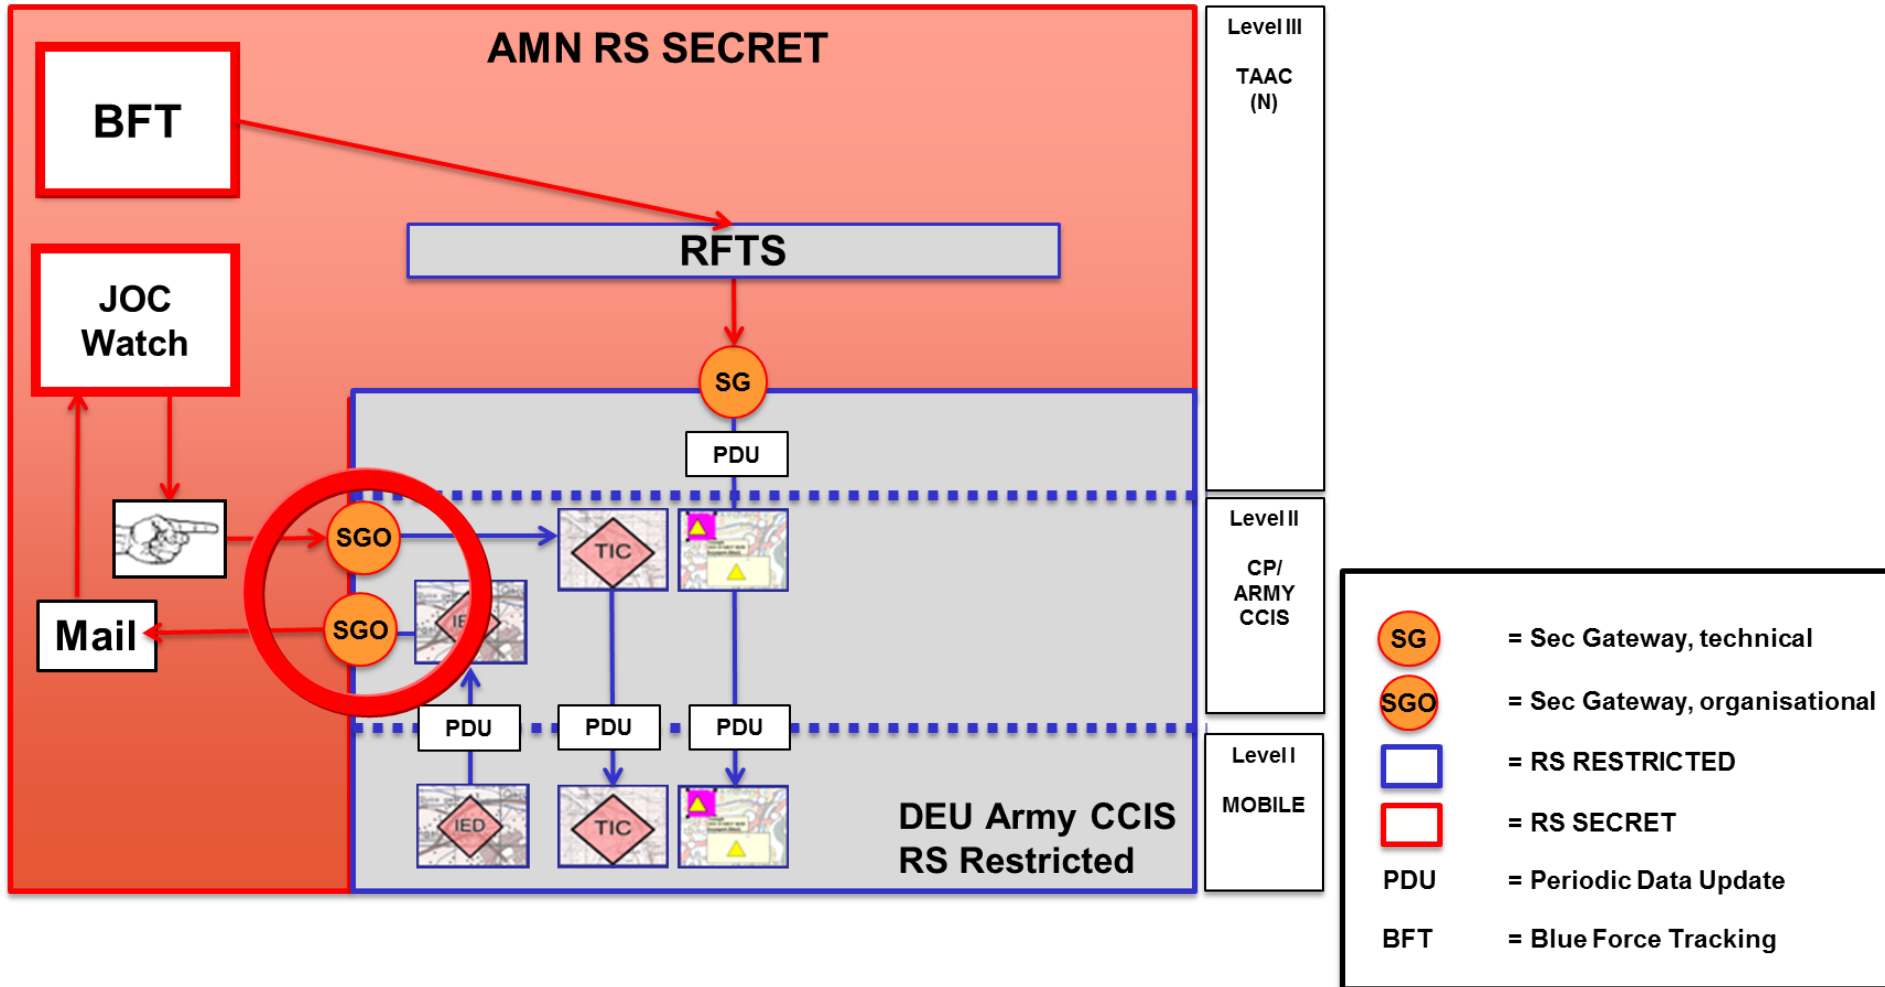 AMN RS SECRET
BFT
RFTS
JOC
Watch
SG
PDU
SGO
TIC
SGO
Mail
PDU
PDU
PDU
IED
TIC
DEU Army CCIS
RS Restricted
Level III
TAAC
(N)
Level II
CP/
ARMY
CCIS
Level I
MOBILE
SG = Sec Gateway, technical
SGO = Sec Gateway, organisational
= RS RESTRICTED
= RS SECRET
PDU = Periodic Data Update
BFT = Blue Force Tracking